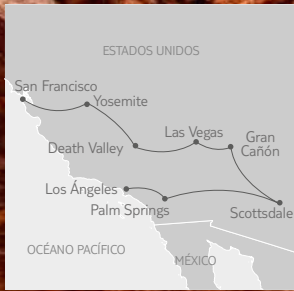 ESTADOS UNIDOS
San Francisco
Yosemite
Death Valley
Las Vegas
Gran
Cañón
Los Ángeles
Palm Springs
Scottsdale
OCÉANO PACÍFICO
MÉXICO